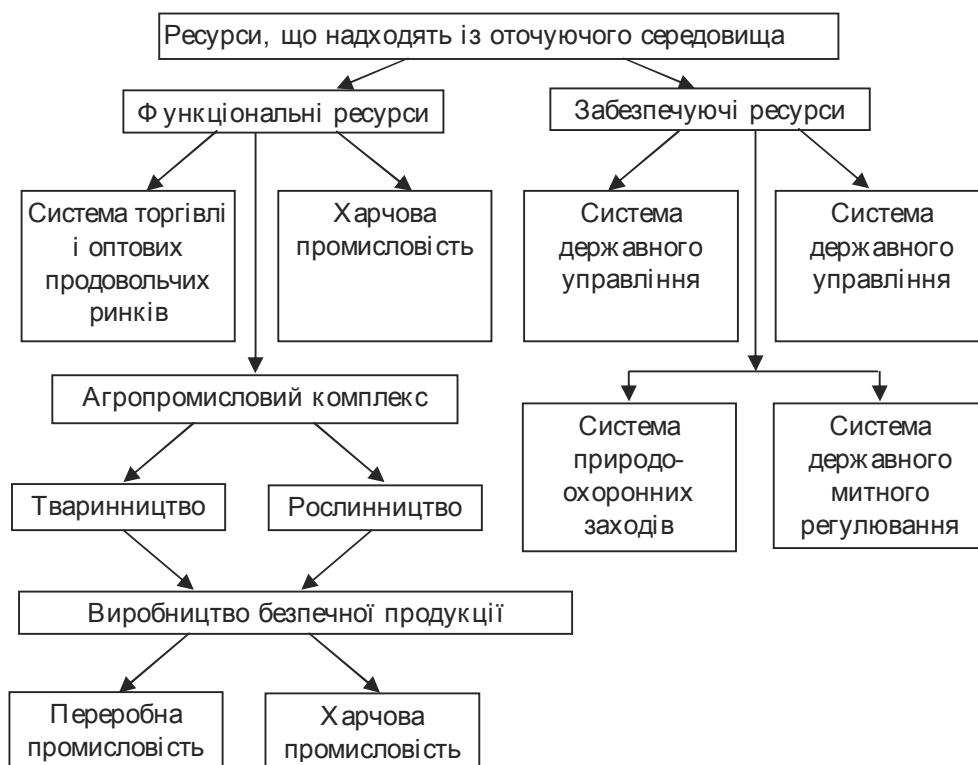 Ресурси, що надходять із оточуючого середовища
Функціональні ресурси
Забезпечуючі ресурси
Система торгівлі
і оптових
продовольчих
ринків
Харчова
промисловість
Система
державного
управління
Система
державного
управління
Агропромисловий комплекс
Система
природо-
охоронних
заходів
Система
державного
митного
регулювання
Тваринництво
Рослинництво
Виробництво безпечної продукції
Переробна
промисловість
Харчова
промисловість